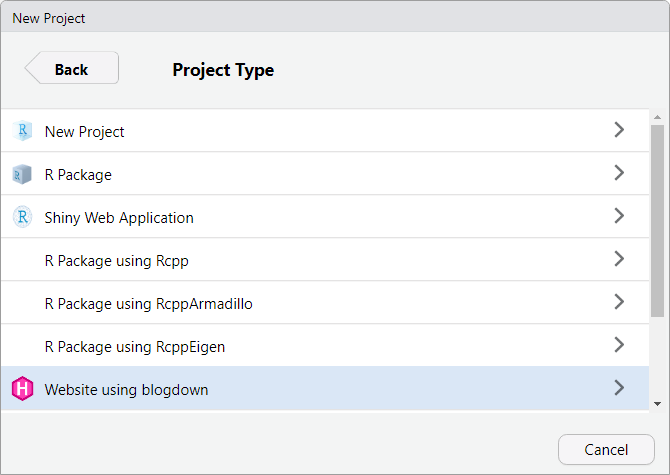 New Project
Back
Project Type
R New Project
R R Package
R Shiny Web Application
R Package using Rcpp
R Package using RcppArmadillo
R Package using RcppEigen
H Website using blogdown
Cancel